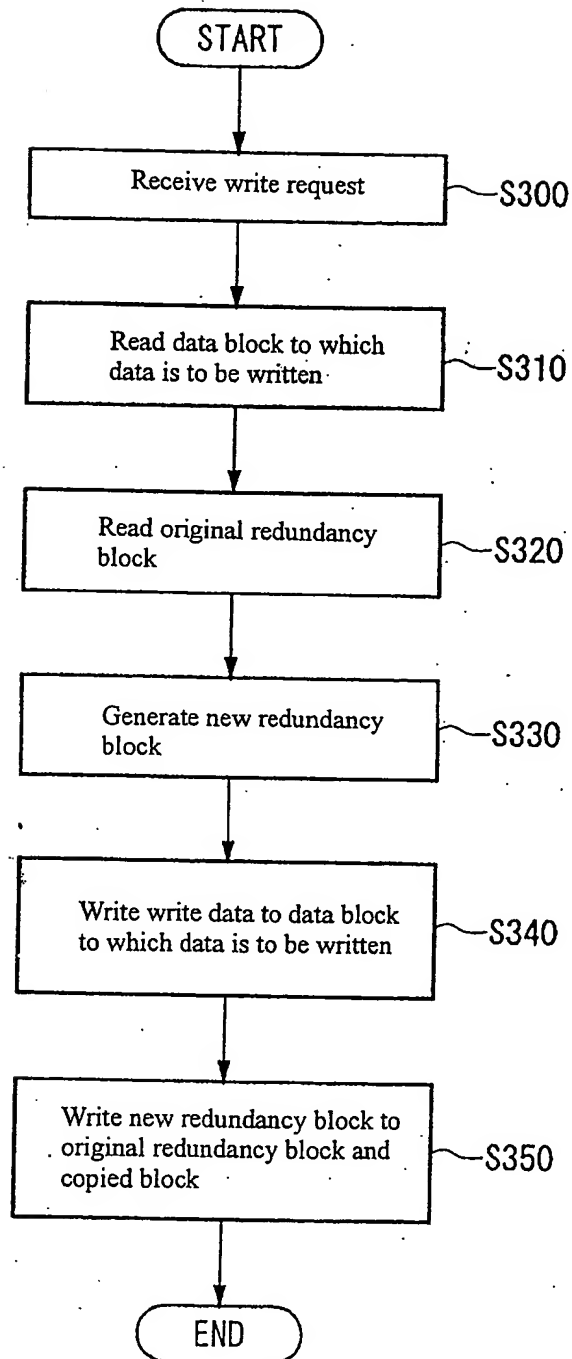 START
Receive write request
S300
Read data block to which
data is to be written
S310
Read original redundancy
block
S320
Generate new redundancy
block
S330
Write write data to data block
to which data is to be written
S340
Write new redundancy block to
original redundancy block and
copied block
S350
END